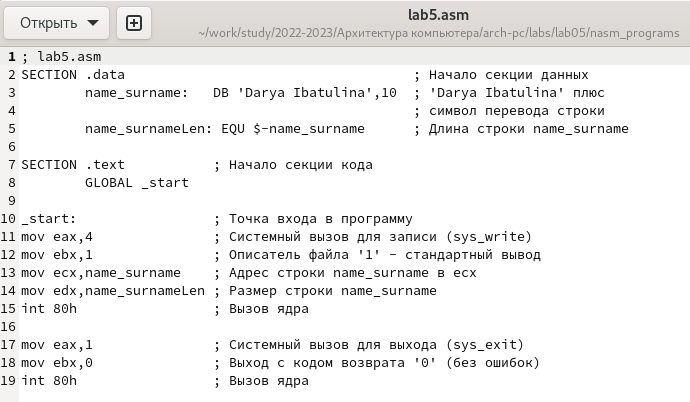 Открыть
lab5.asm
~/work/study/2022-2023/Архитектура компьютера/arch-pc/labs/lab05/nasm_programs
1 ; lab5.asm
2 SECTION .data ; Начало секции данных
3 name_surname: DB 'Darya Ibatulina',10 ; 'Darya Ibatulina' плюс
4 ; символ перевода строки
5 name_surnameLen: EQU $-name_surname ; Длина строки name_surname
6
7 SECTION .text ; Начало секции кода
8 GLOBAL _start
9
10 _start: ; Точка входа в программу
11 mov eax,4 ; Системный вызов для записи (sys_write)
12 mov ebx,1 ; Описатель файла '1' - стандартный вывод
13 mov ecx,name_surname ; Адрес строки name_surname в ecx
14 mov edx,name_surnameLen ; Размер строки name_surname
15 int 80h ; Вызов ядра
16
17 mov eax,1 ; Системный вызов для выхода (sys_exit)
18 mov ebx,0 ; Выход с кодом возврата '0' (без ошибок)
19 int 80h ; Вызов ядра